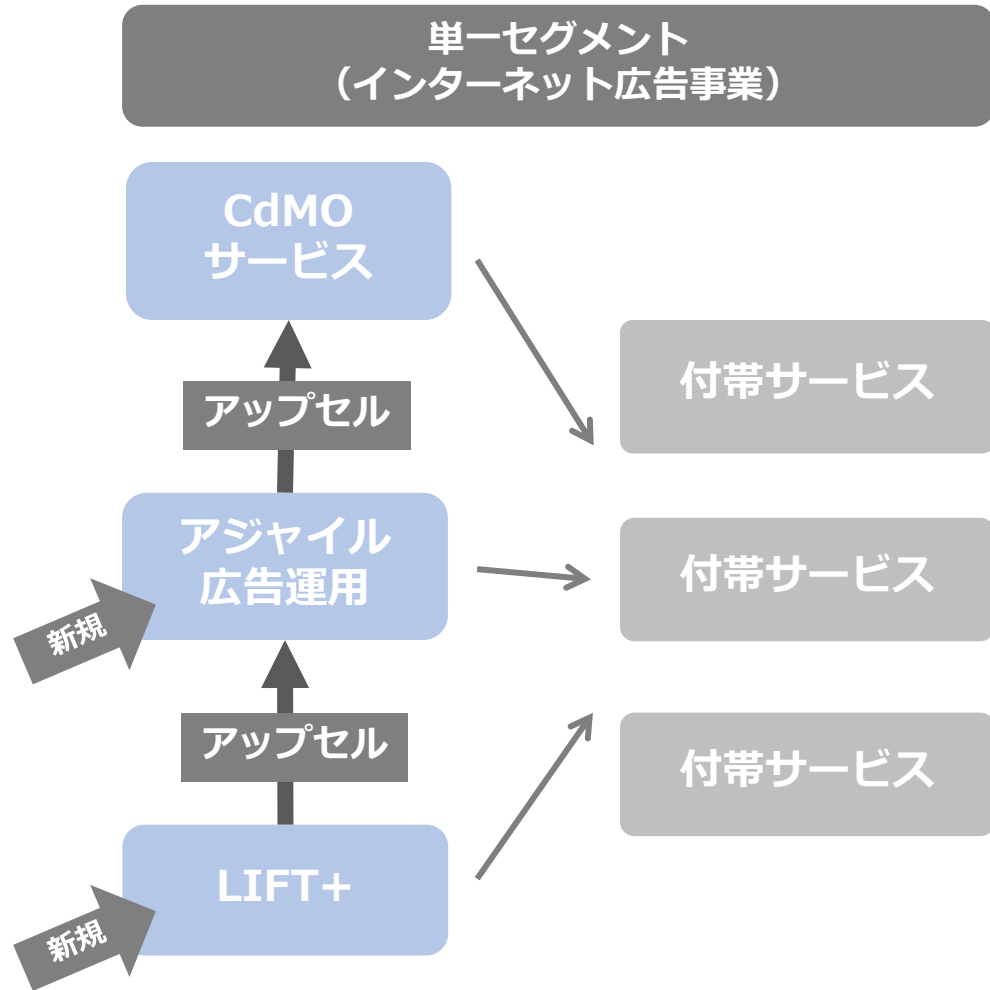 単一セグメント
（インターネット広告事業）
CdMO
サービス
付帯サービス
アップセル
アジャイル
広告運用
付帯サービス
新規
アップセル
付帯サービス
LIFT+
新規